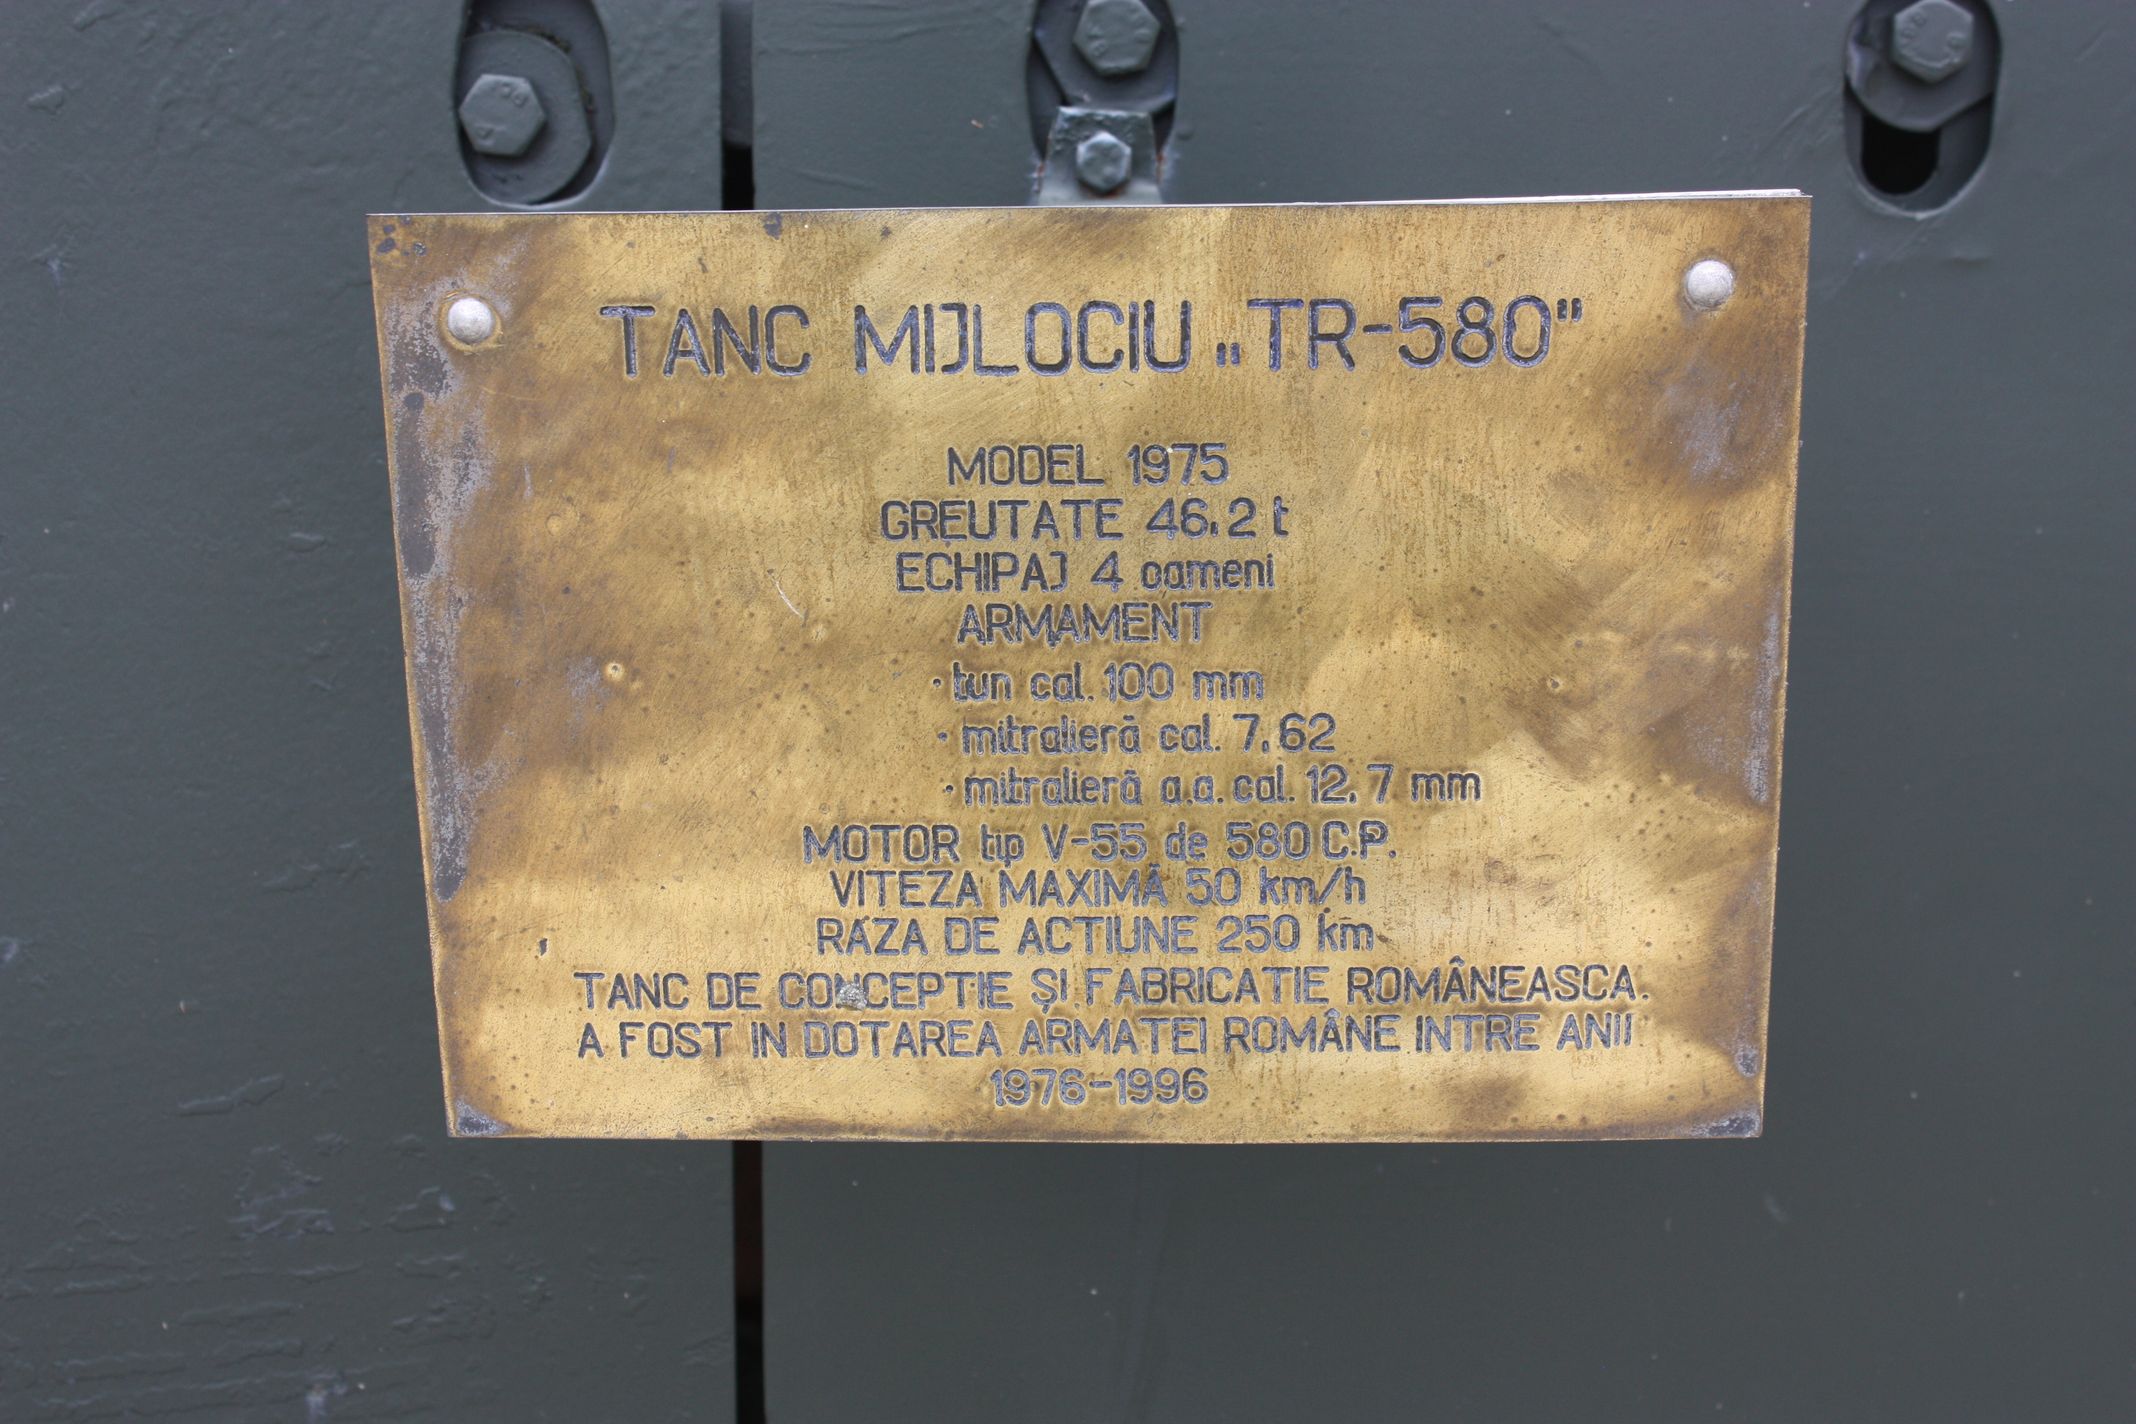 TANC MIJLOCIU „TR-580"
MODEL 1975
GREUTATE 46,2 t
ECHIPAJ 4 oameni
ARMAMENT
· tun cal. 100 mm
· mitralieră cal. 7,62
· mitralieră a.a. cal. 12,7 mm
MOTOR tip V-55 de 580 C.P.
VITEZA MAXIMĂ 50 km/h
RAZA DE ACTIUNE 250 km
TANC DE CONCEPTIE ȘI FABRICATIE ROMÂNEASCA.
A FOST IN DOTAREA ARMATEI ROMÂNE INTRE ANII
1976-1996